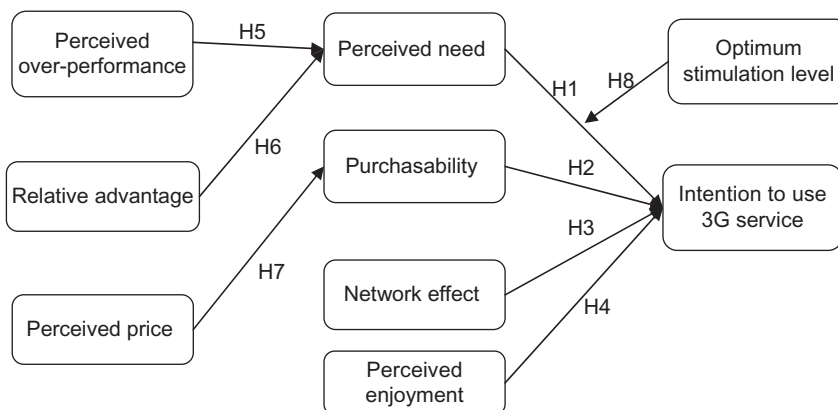 Perceived
over-performance
H5
Perceived need
Optimum
stimulation level
H1
H8
H6
Relative advantage
Purchasability
H2
Intention to use
3G service
H3
H7
Network effect
H4
Perceived price
Perceived
enjoyment